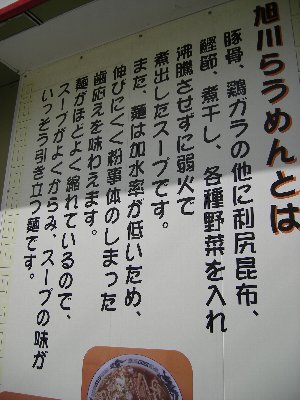 旭川らうめんとは
豚骨、鶏ガラの他に利尻昆布、
鰹節、煮干し、各種野菜を入れ
沸騰させずに弱火で
煮出したスープです。
また、麺は加水率が低いため、
伸びにくく粉事体のしまった
歯応えを味わえます。
麺がほどよく縮れているので、
スープがよくからみ、スープの味が
いっそう引き立つ麺です。